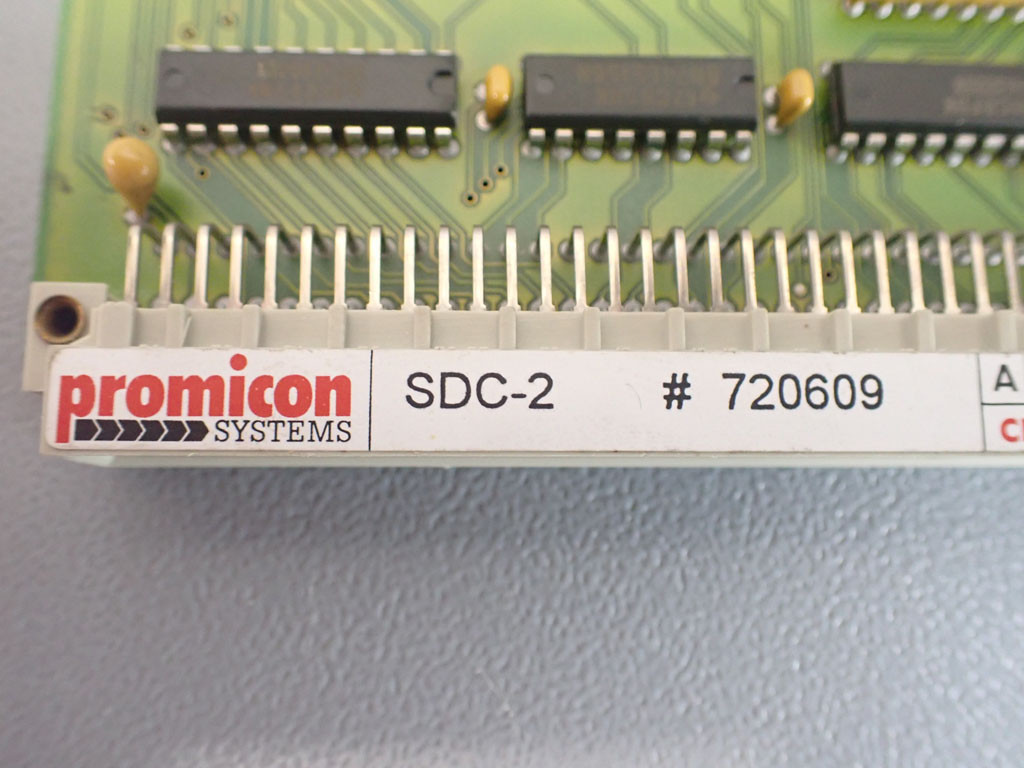 promicon
SYSTEMS
SDC-2 # 720609
A